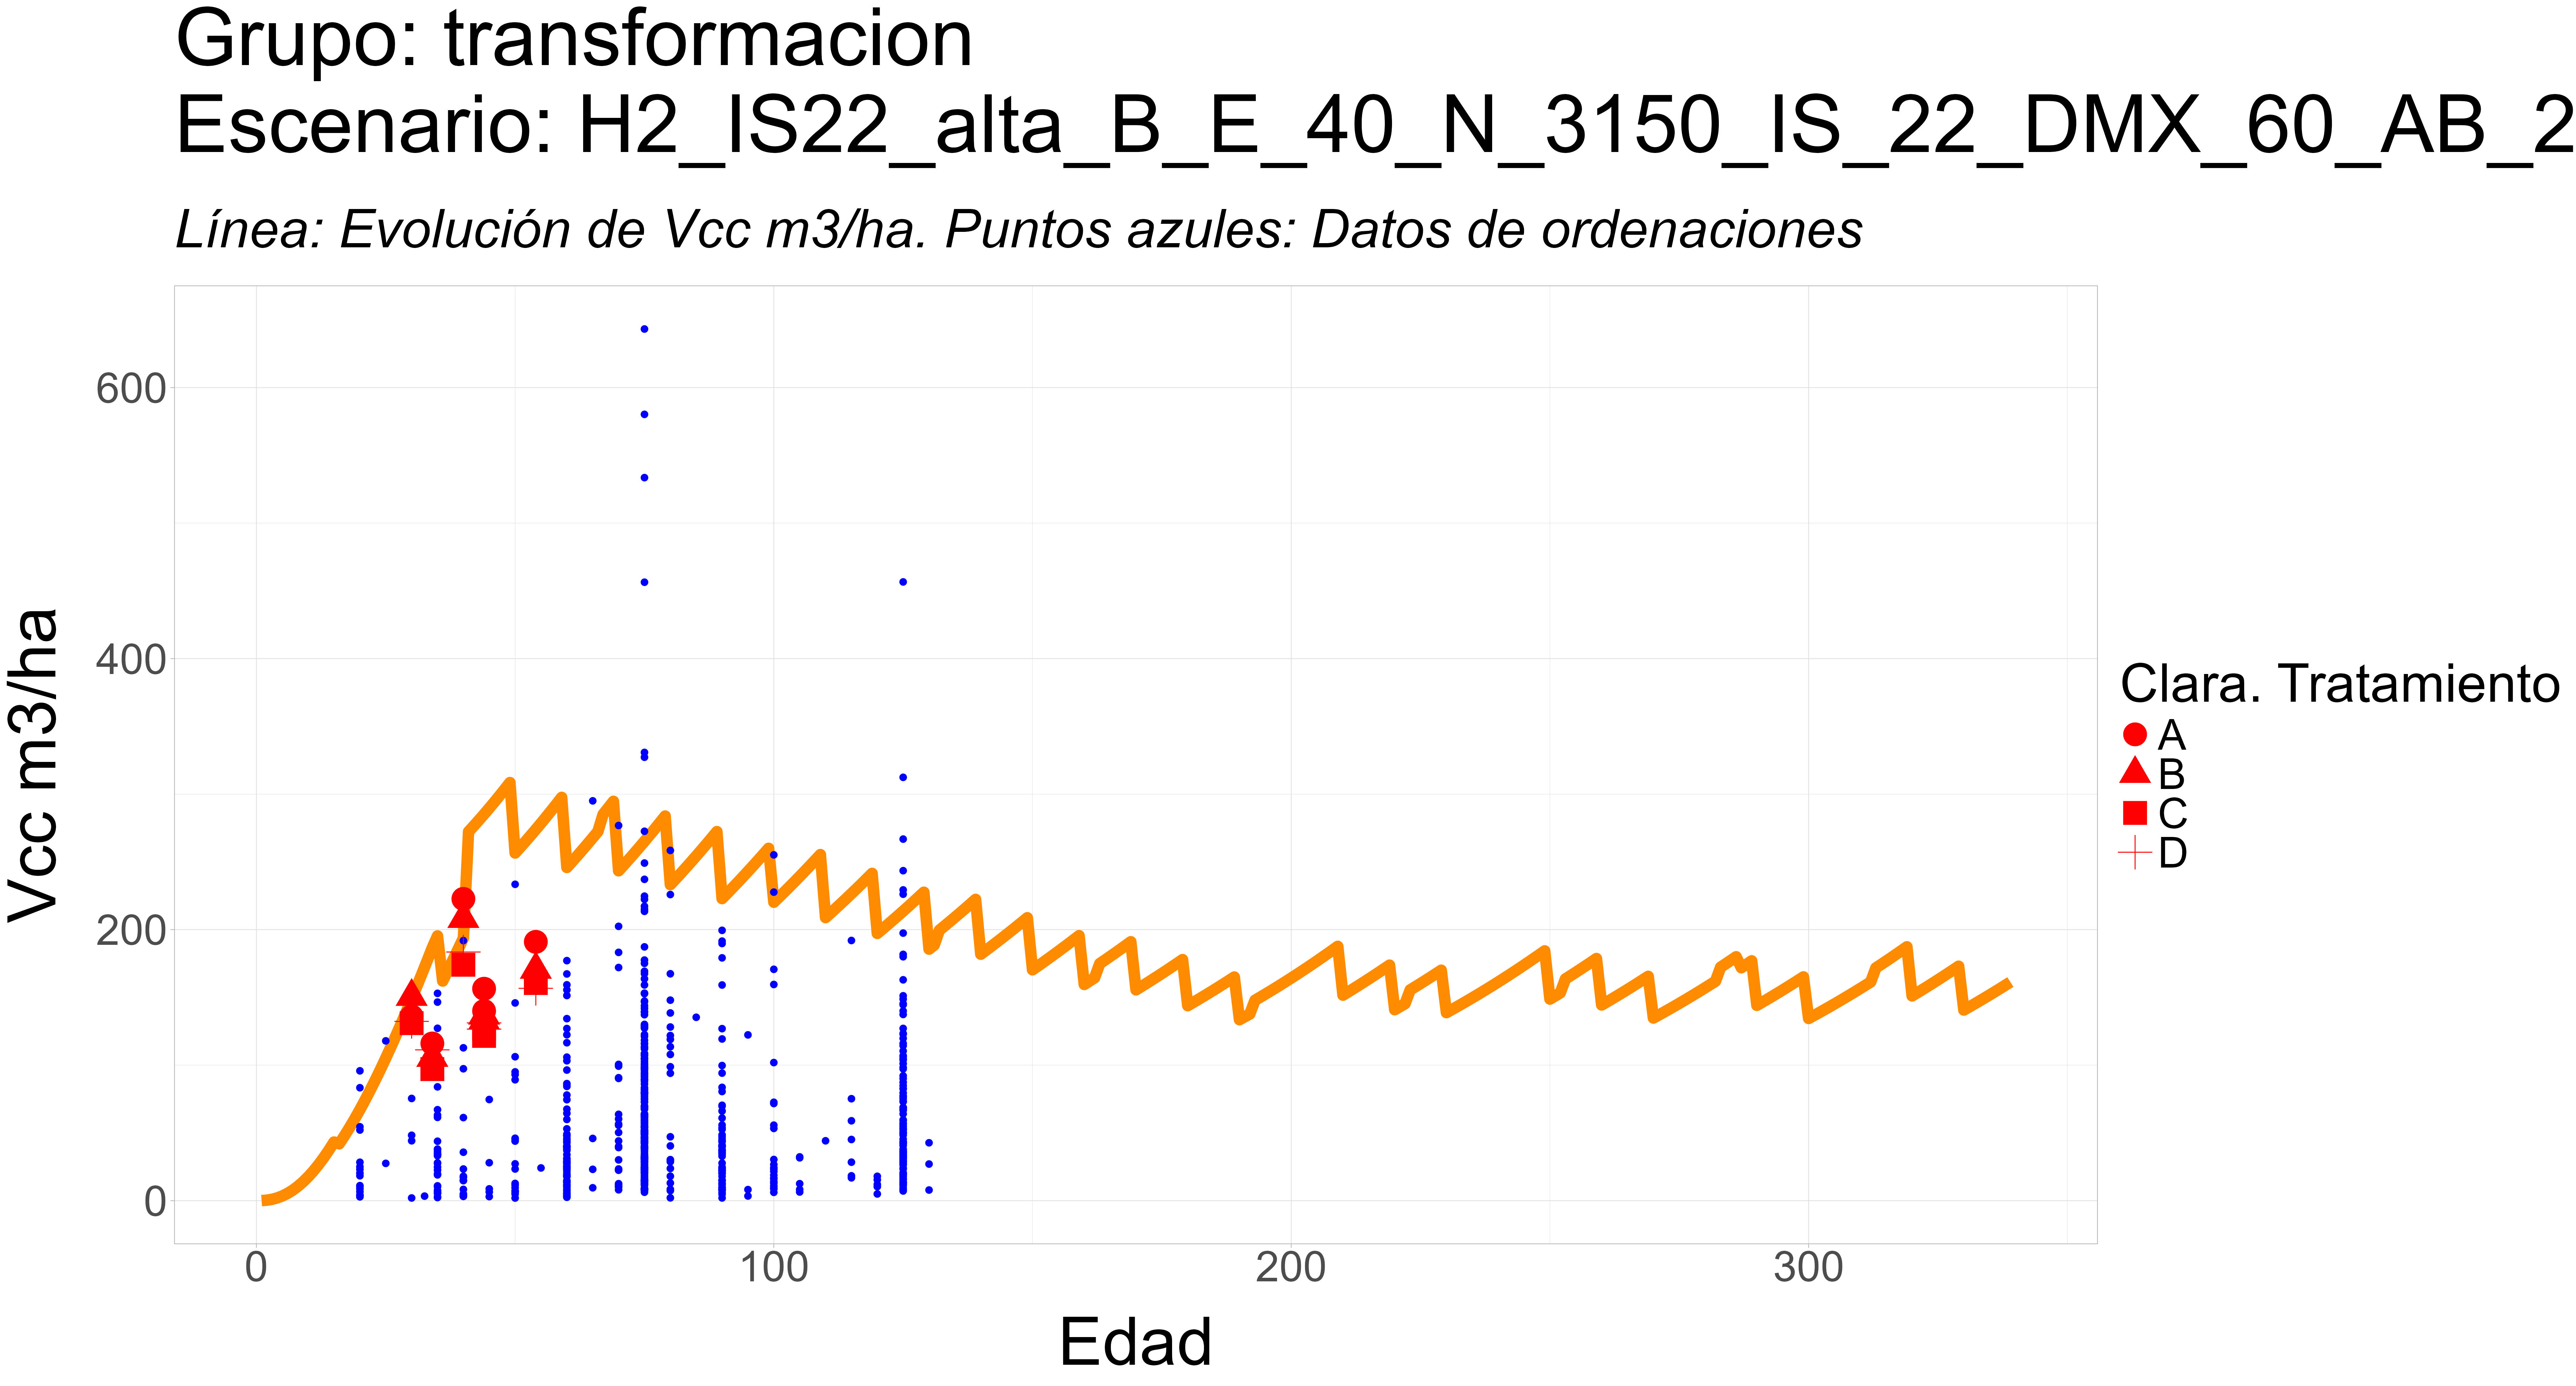 Grupo: transformacion
Escenario: H2_IS22_alta_B_E_40_N_3150_IS_22_DMX_60_AB_2
Línea: Evolución de Vcc m3/ha. Puntos azules: Datos de ordenaciones
Vcc m3/ha
600
400
200
0
0
100
200
300
Edad
Clara. Tratamiento
A
B
C
D